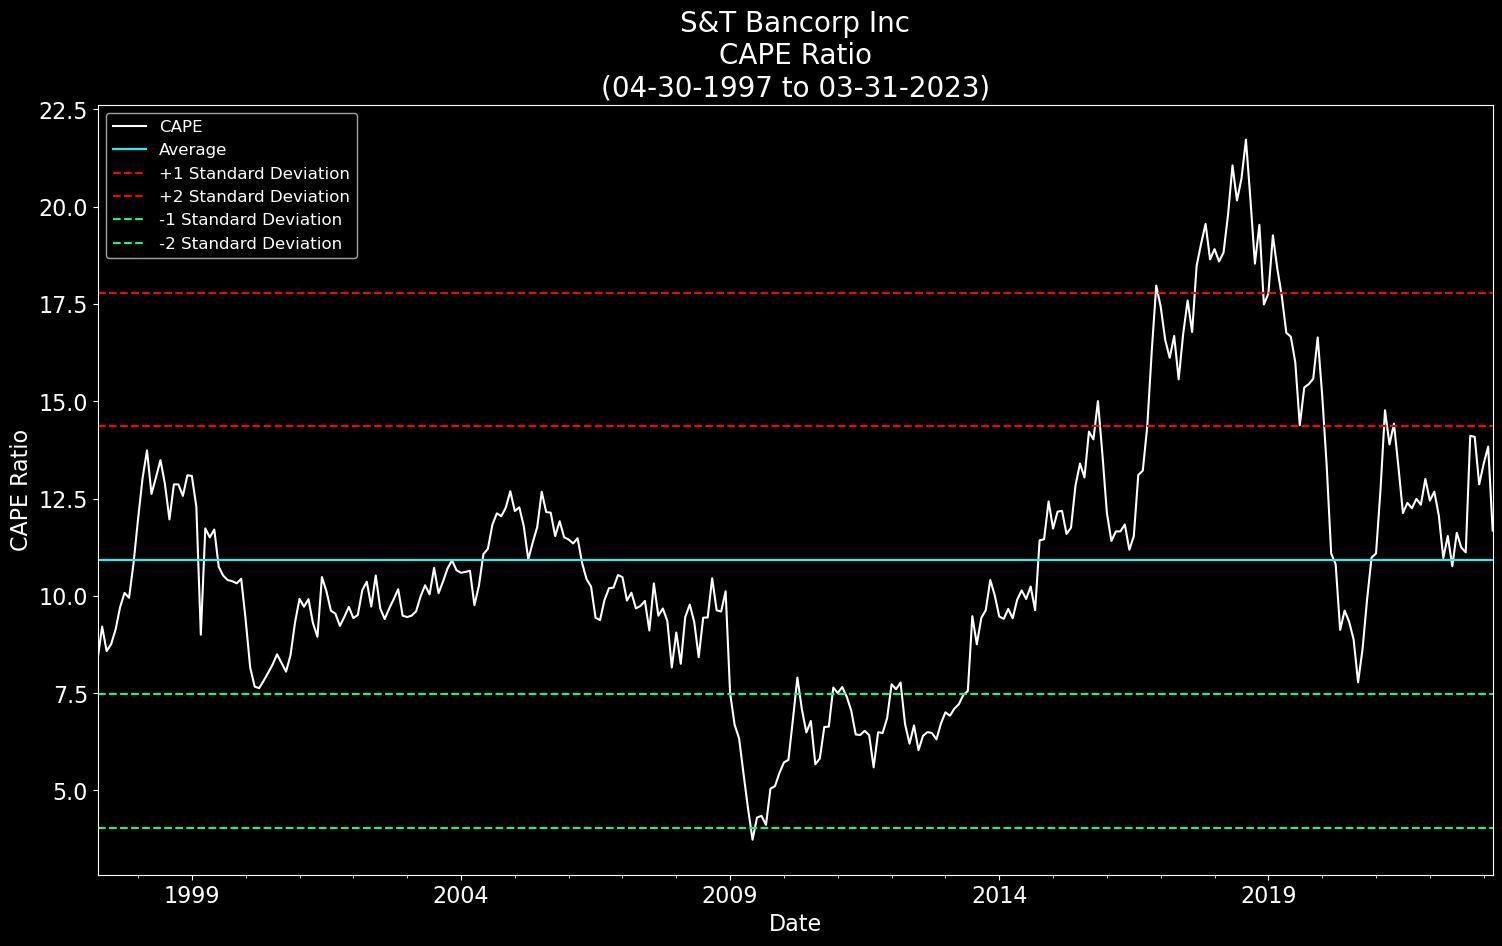 S&T Bancorp Inc
CAPE Ratio
(04-30-1997 to 03-31-2023)
22.5
20.0
17.5
15.0
12.5
10.0
7.5
5.0
CAPE Ratio
CAPE
Average
+1 Standard Deviation
+2 Standard Deviation
-1 Standard Deviation
-2 Standard Deviation
1999
2004
2009
2014
2019
Date